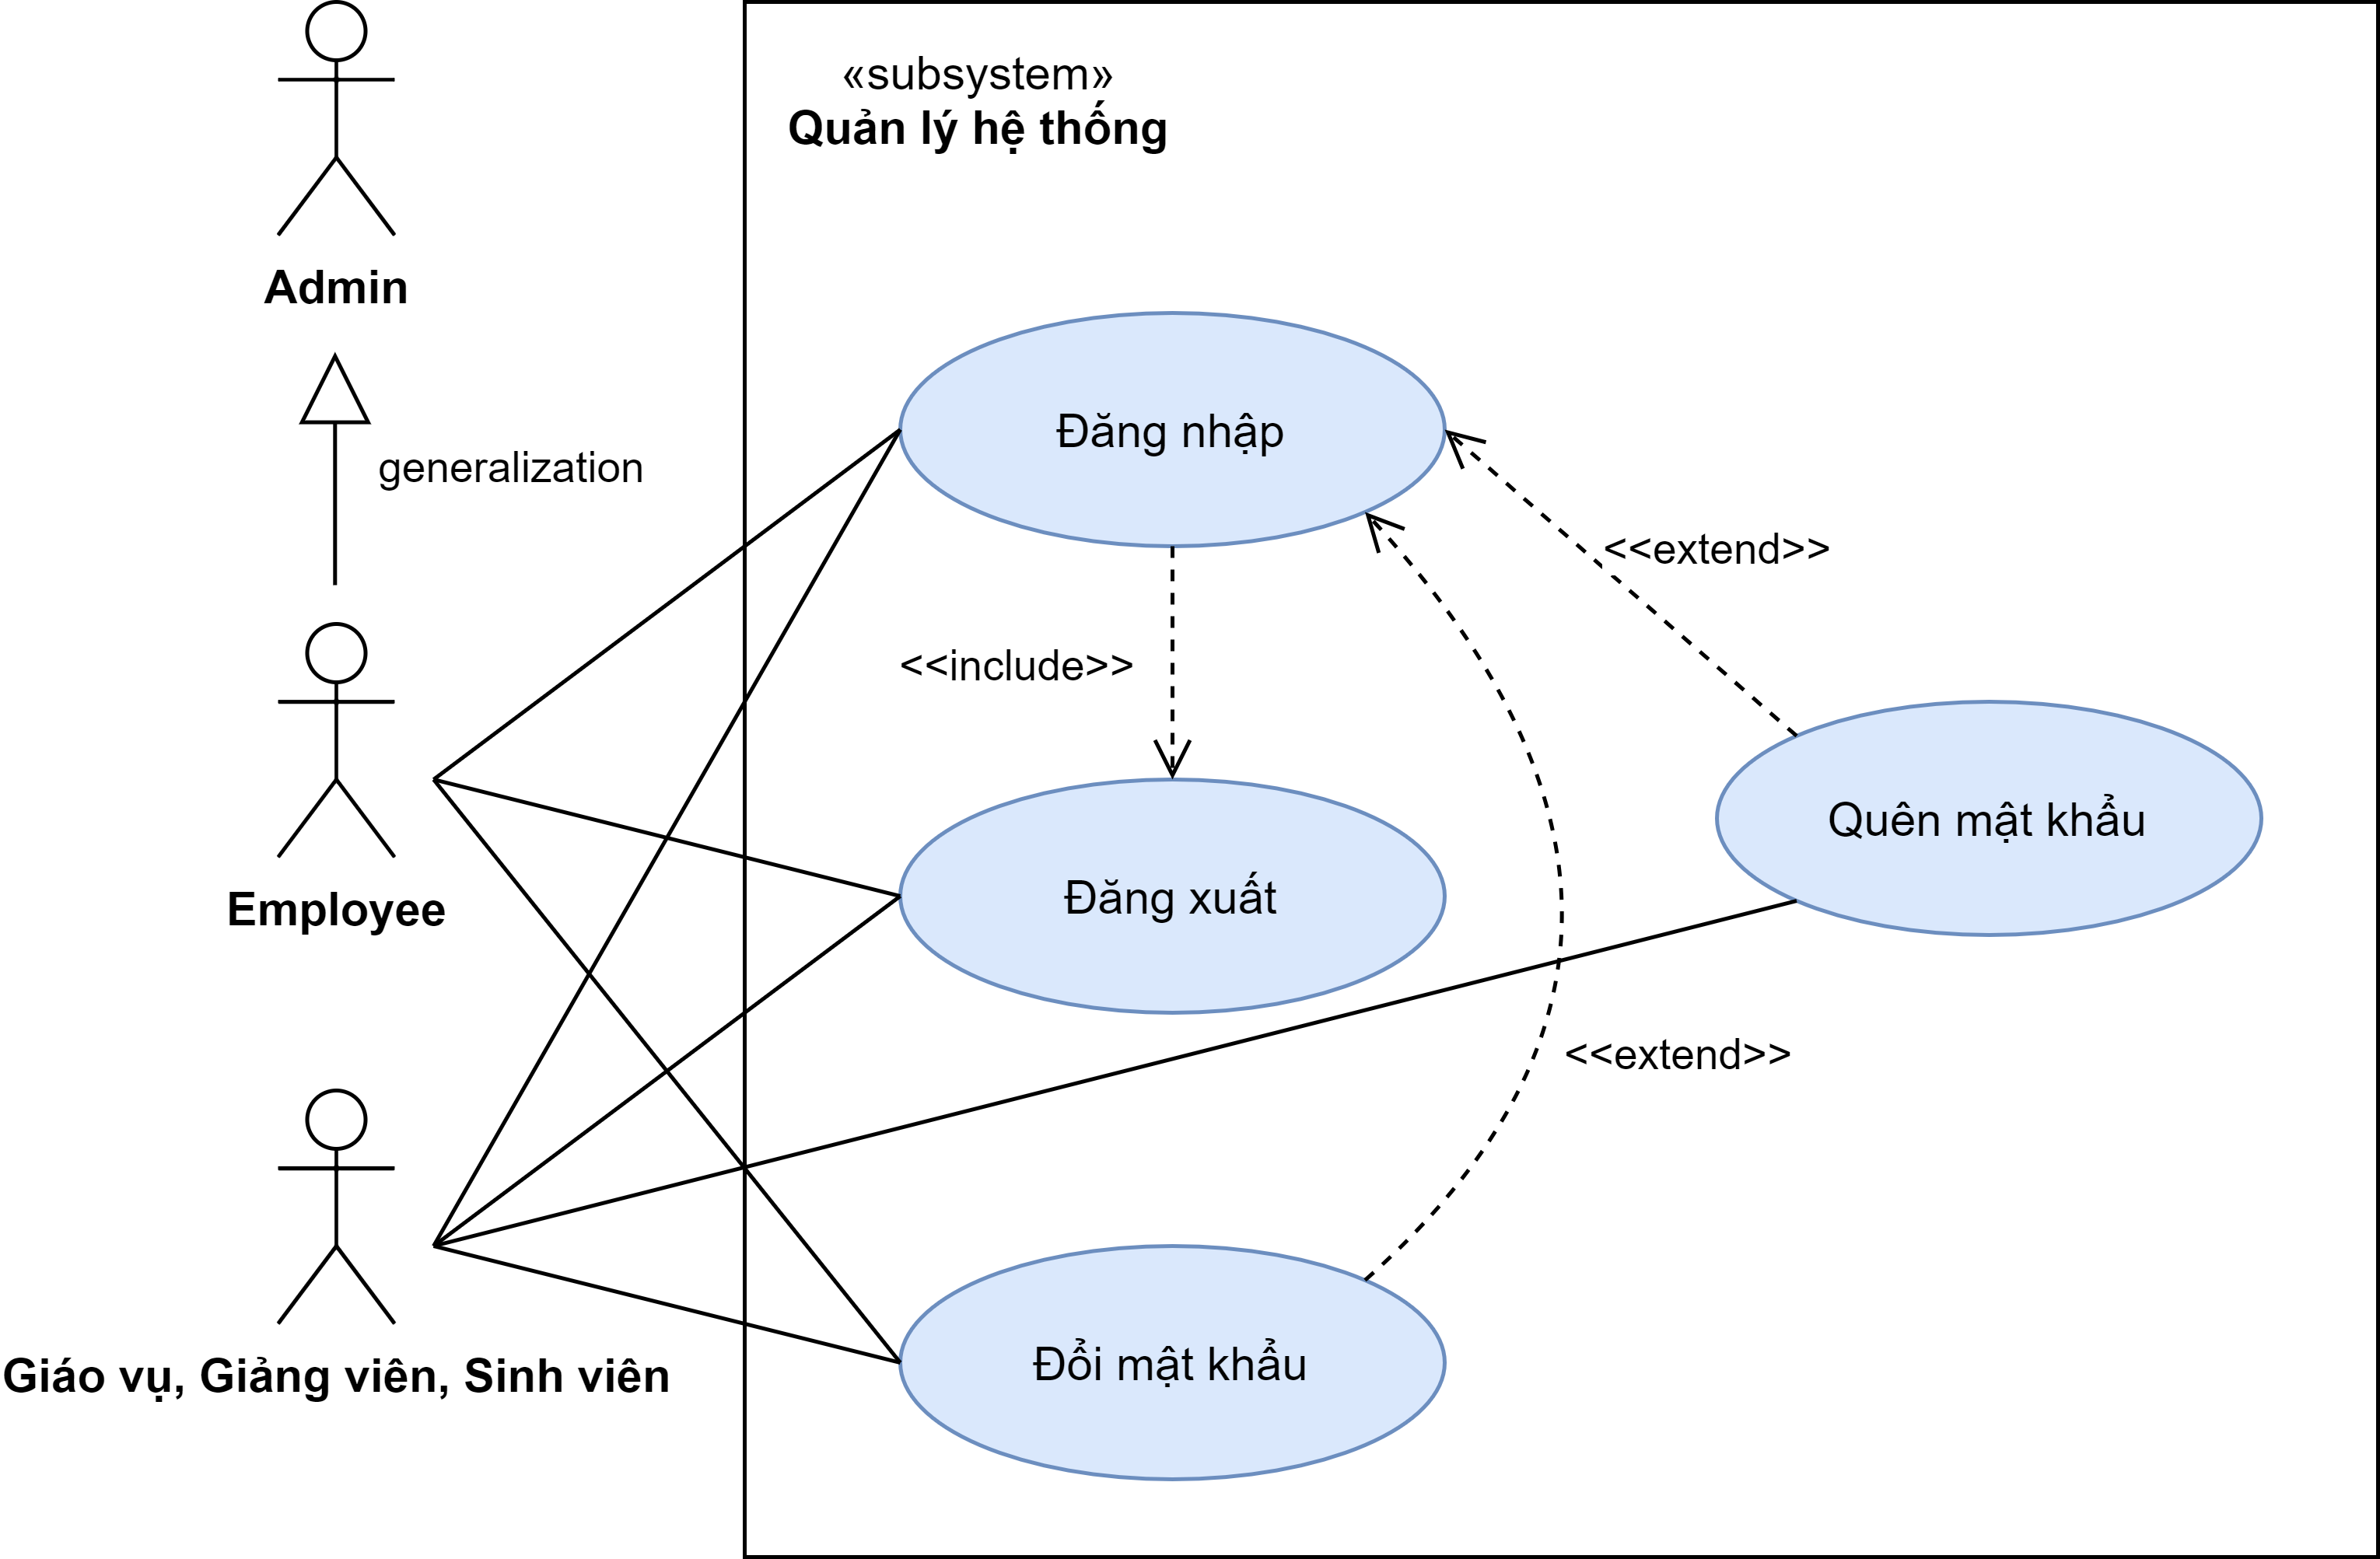 «subsystem»
Quản lý hệ thống
Admin
Đăng nhập
generalization
<<extend>>
<<include>>
Quên mật khẩu
Employee
Đăng xuất
<<extend>>
Giáo vụ, Giảng viên, Sinh viên
Đổi mật khẩu